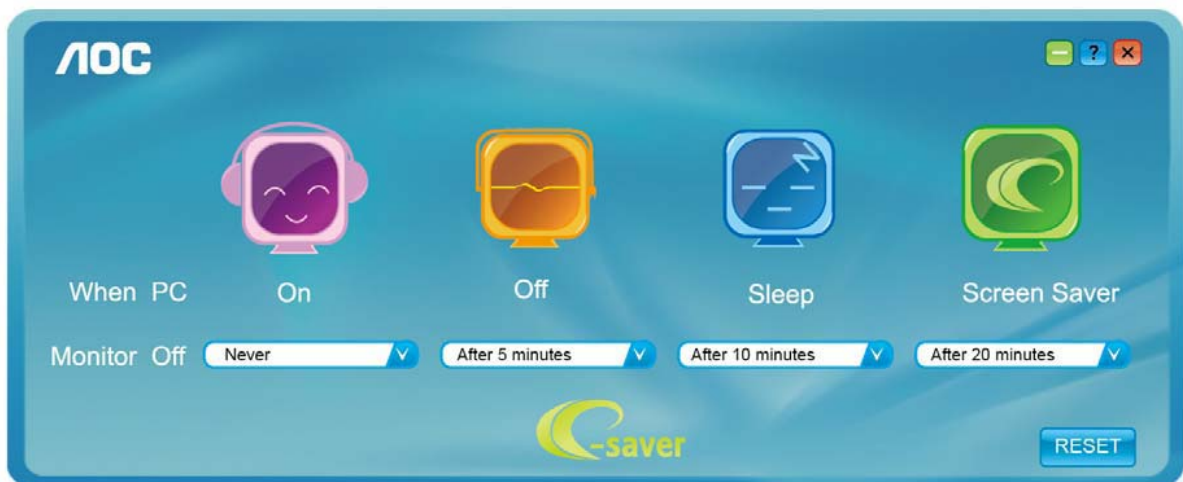 AOC
?
When PC On Off Sleep Screen Saver
Monitor Off Never After 5 minutes After 10 minutes After 20 minutes
e-saver
RESET